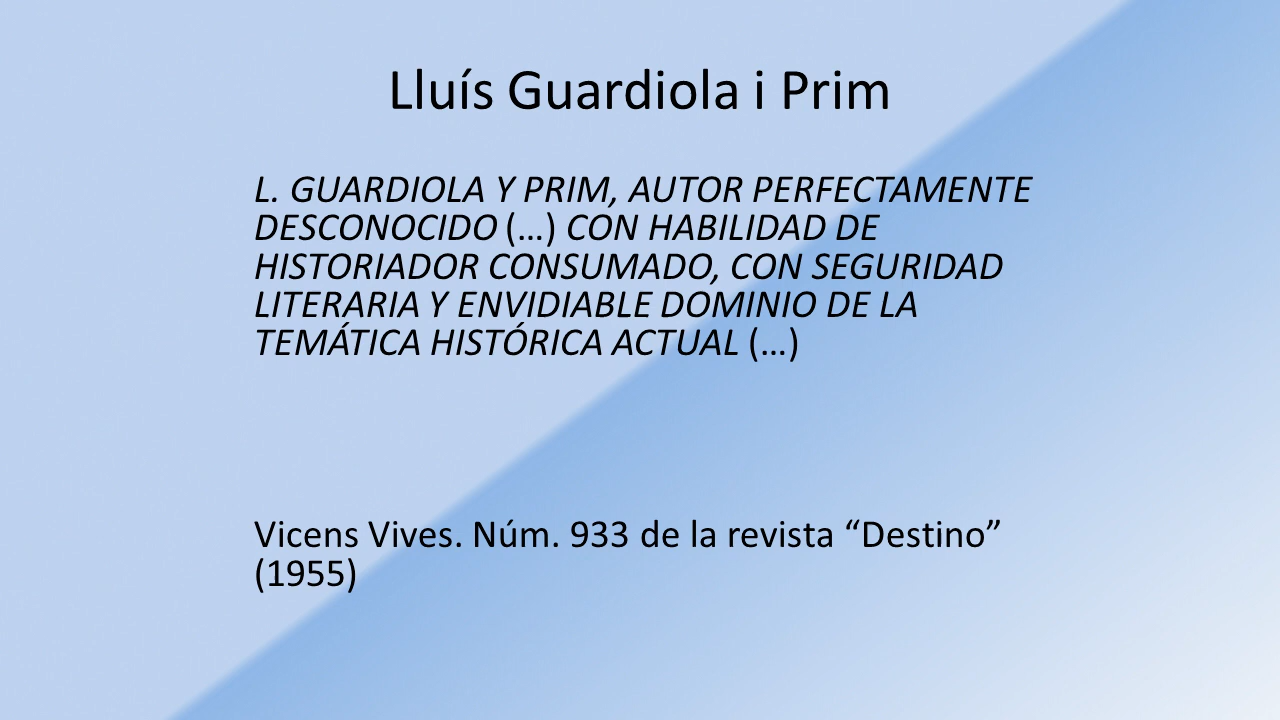 Lluís Guardiola i Prim
L. GUARDIOLA Y PRIM, AUTOR PERFECTAMENTE
DESCONOCIDO (…) CON HABILIDAD DE
HISTORIADOR CONSUMADO, CON SEGURIDAD
LITERARIA Y ENVIDIABLE DOMINIO DE LA
TEMÁTICA HISTÓRICA ACTUAL (…)
Vicens Vives. Núm. 933 de la revista “Destino”
(1955)